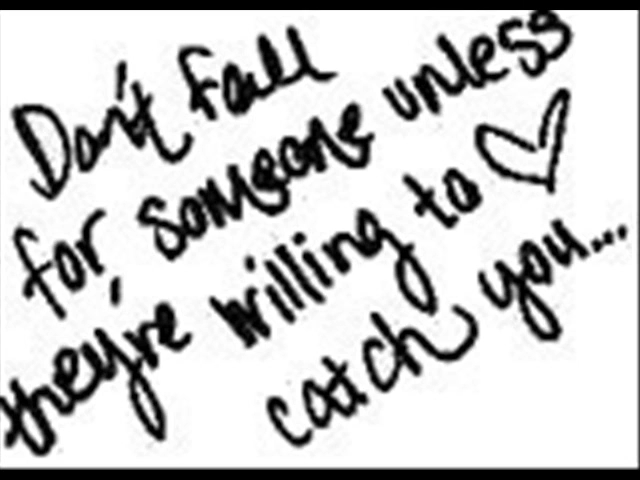 Don't fall
for someone unless
they're willing to
catch you...